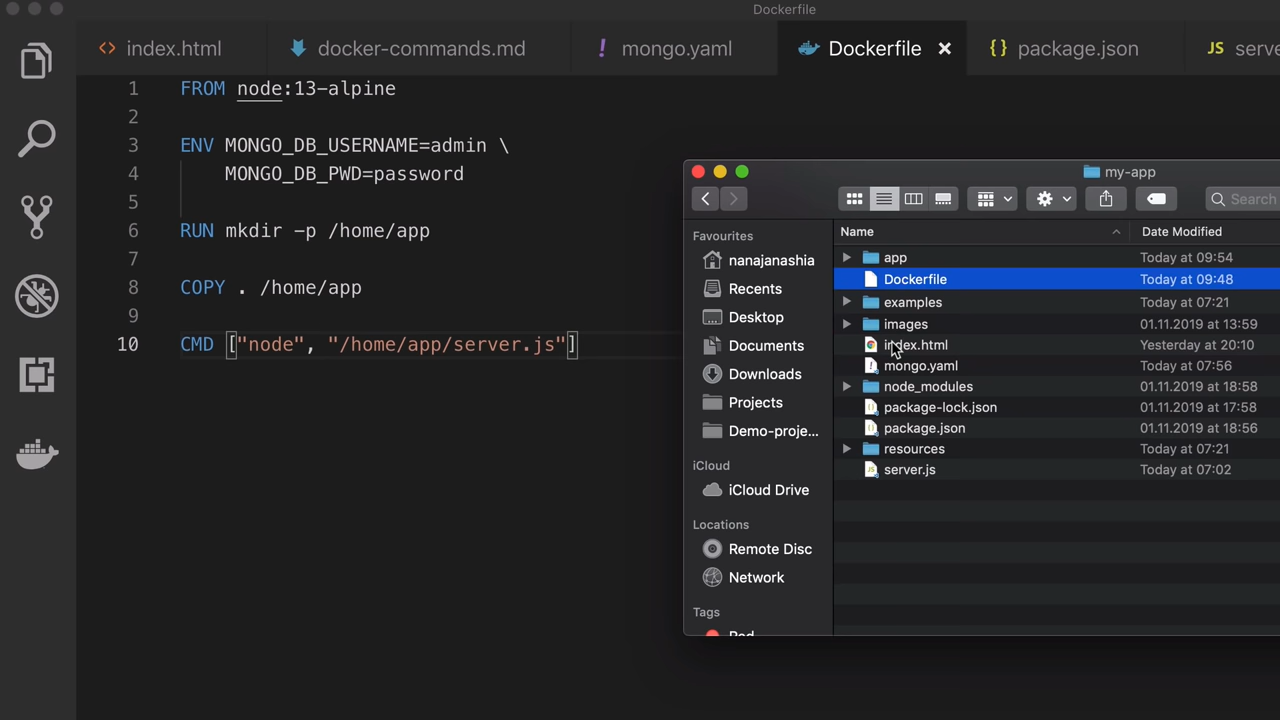 Dockerfile
<> index.html
docker-commands.md
! mongo.yaml
Dockerfile ×
{} package.json
JS serve
1 FROM node:13-alpine
2
3 ENV MONGO_DB_USERNAME=admin \
4 MONGO_DB_PWD=password
5
6 RUN mkdir -p /home/app
7
8 COPY . /home/app
9
10 CMD ["node", "/home/app/server.js"]
my-app
Search
Favourites
nanajanashia
Recents
Desktop
Documents
Downloads
Projects
Demo-proje...
iCloud
iCloud Drive
Locations
Remote Disc
Network
Tags
Red
Name Date Modified
app Today at 09:54
Dockerfile Today at 09:48
examples Today at 07:21
images 01.11.2019 at 13:59
index.html Yesterday at 20:10
mongo.yaml Today at 07:56
node_modules 01.11.2019 at 18:58
package-lock.json 01.11.2019 at 17:58
package.json 01.11.2019 at 18:56
resources Today at 07:21
server.js Today at 07:02